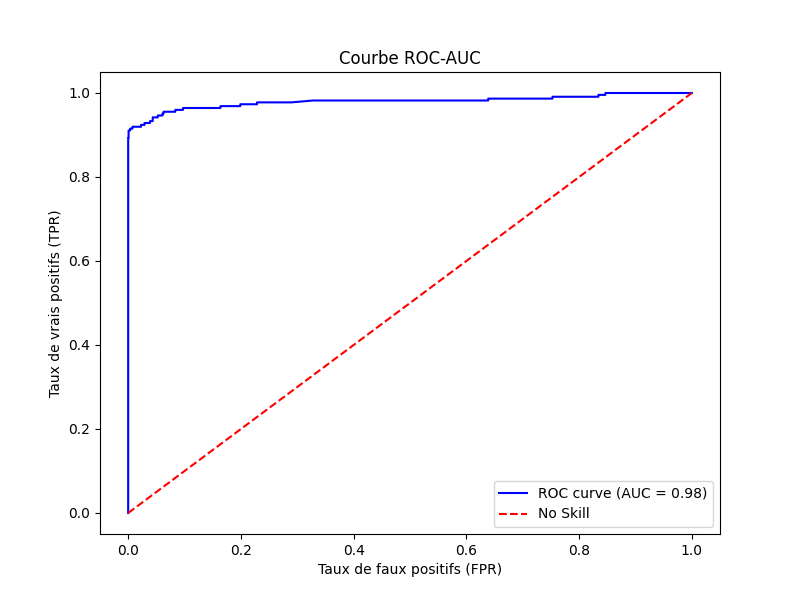 Courbe ROC-AUC
Taux de vrais positifs (TPR)
1.0
0.8
0.6
0.4
0.2
0.0
ROC curve (AUC = 0.98)
No Skill
0.0 0.2 0.4 0.6 0.8 1.0
Taux de faux positifs (FPR)